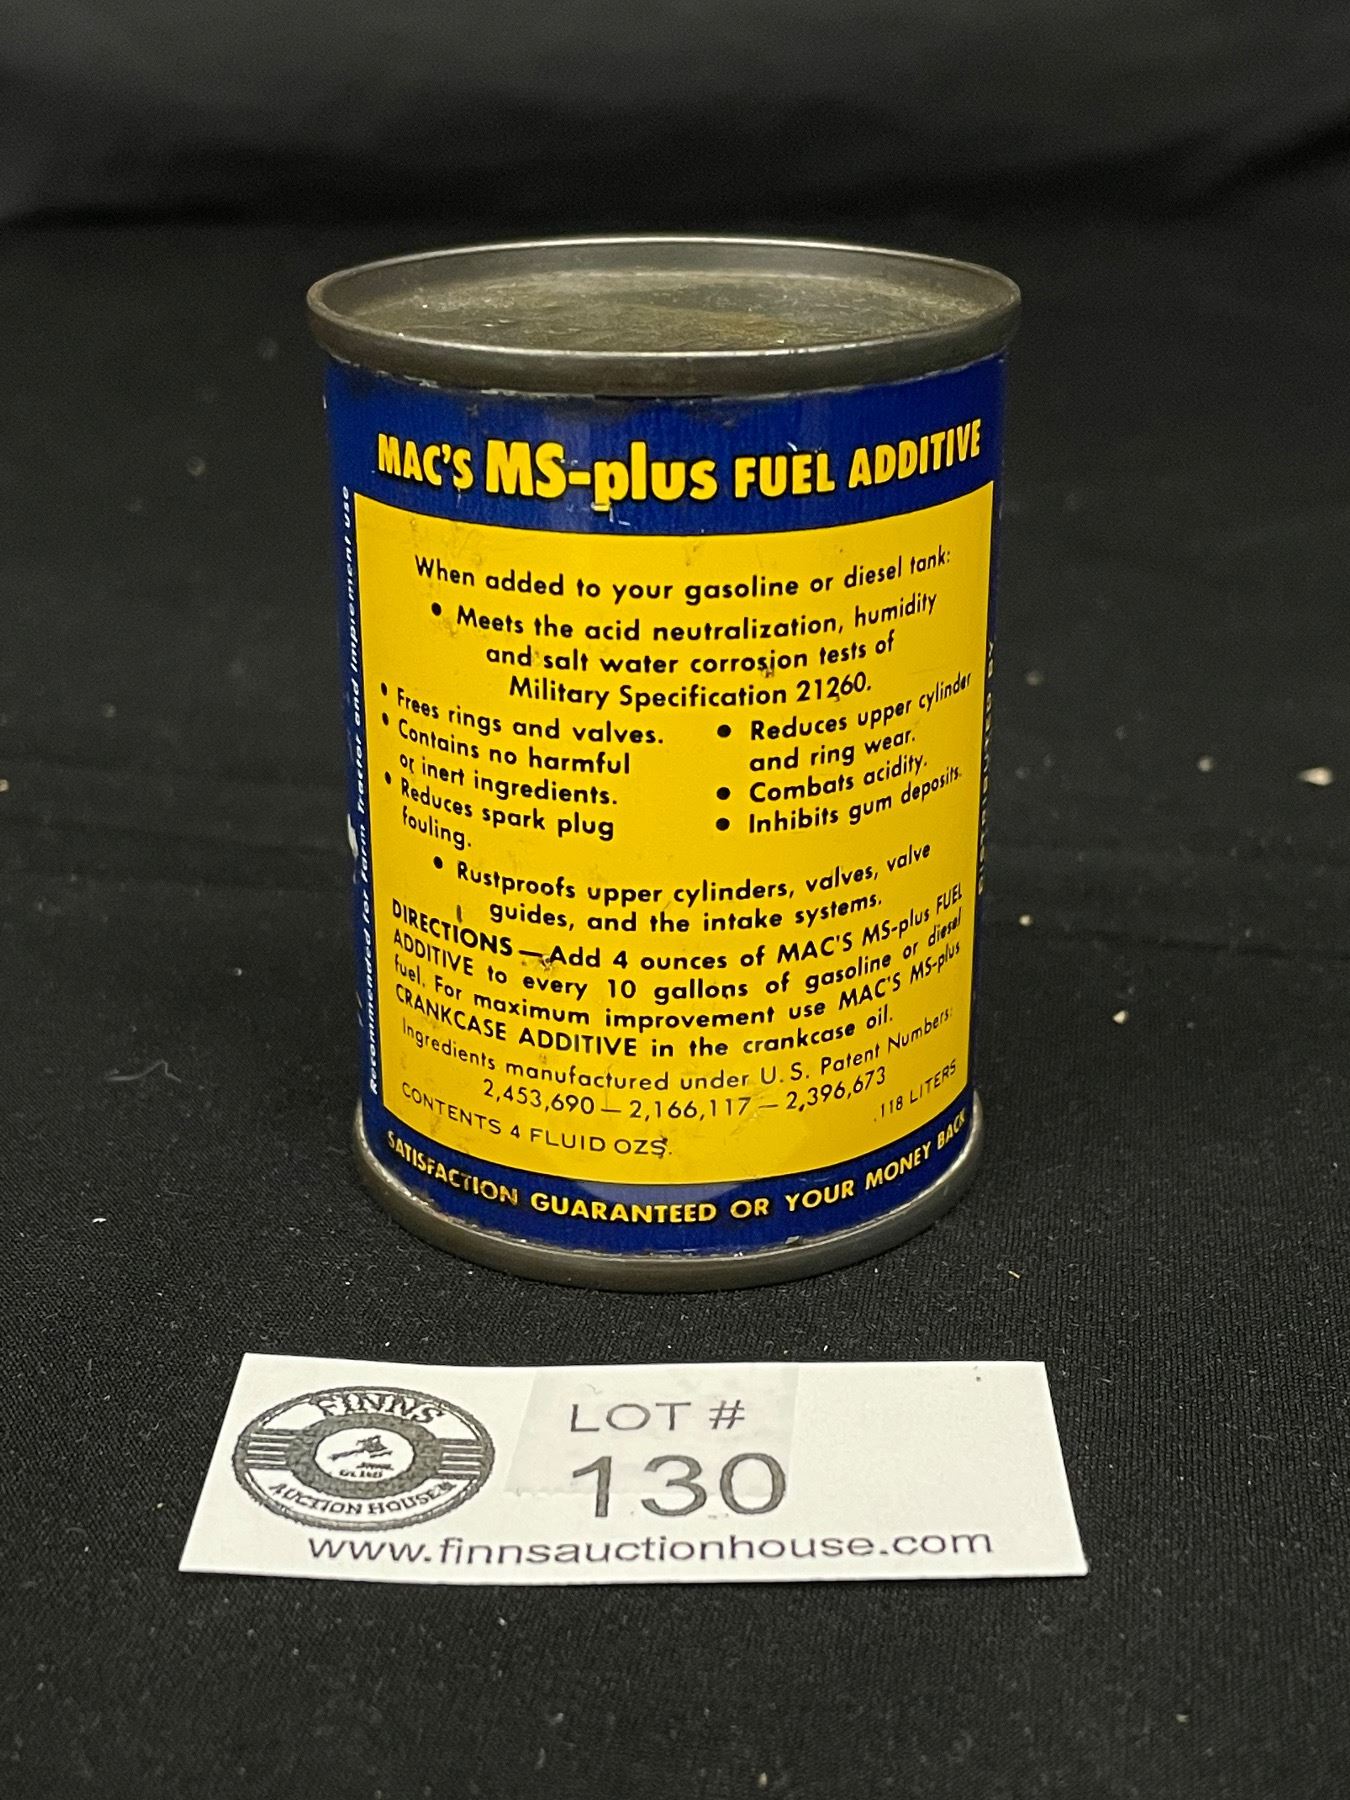 MAC'S MS-plus FUEL ADDITIVE
When added to your gasoline or diesel tank:
• Meets the acid neutralization, humidity
and salt water corrosion tests of
Military Specification 21260.
• Frees rings and valves.
• Contains no harmful
or inert ingredients.
• Reduces spark plug
fouling.
• Reduces upper cylinder
and ring wear.
• Combats acidity.
• Inhibits gum deposits.
• Rustproofs upper cylinders, valves, valve
guides, and the intake systems.
DIRECTIONS—Add 4 ounces of MAC'S MS-plus FUEL
ADDITIVE to every 10 gallons of gasoline or diesel
fuel. For maximum improvement use MAC'S MS-plus
CRANKCASE ADDITIVE in the crankcase oil.
Ingredients manufactured under U.S. Patent Numbers:
2,453,690 — 2,166,117 — 2,396,673
CONTENTS 4 FLUID OZS. .118 LITERS
SATISFACTION GUARANTEED OR YOUR MONEY BACK
Recommended for Farm Tractor and Implement use
DISTRIBUTED BY
FINNS
AUCTION HOUSE
LOT #
130
www.finnsauctionhouse.com